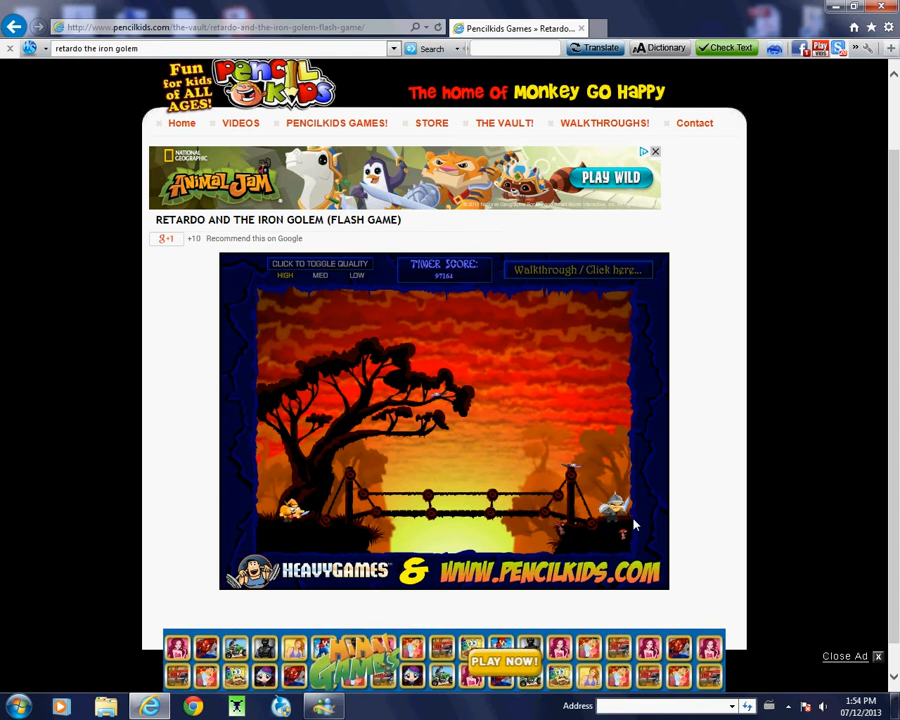 http://www.pencilkids.com/the-vault/retardo-and-the-iron-golem-flash-game/
Pencilkids Games » Retardo...
retardo the iron golem
Search
Translate
Dictionary
Check Text
Fun for kids of ALL AGES!
PENCIL KIDS
The home of MONKEY GO HAPPY
Home
VIDEOS
PENCILKIDS GAMES!
STORE
THE VAULT!
WALKTHROUGHS!
Contact
NATIONAL GEOGRAPHIC
ANIMAL JAM
PLAY WILD
RETARDO AND THE IRON GOLEM (FLASH GAME)
g+1
+10 Recommend this on Google
CLICK TO TOGGLE QUALITY
HIGH MED LOW
TIMER SCORE:
97164
Walkthrough / Click here...
HEAVYGAMES & WWW.PENCILKIDS.COM
GAMES
PLAY NOW!
Close Ad X
Address
1:54 PM
07/12/2013